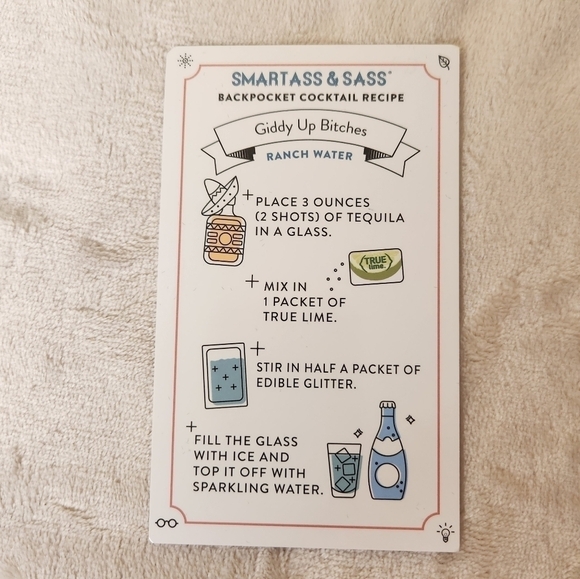 SMARTASS & SASS
BACKPOCKET COCKTAIL RECIPE
Giddy Up Bitches
RANCH WATER
+ PLACE 3 OUNCES
(2 SHOTS) OF TEQUILA
IN A GLASS.
TRUE
lime.
+ MIX IN
1 PACKET OF
TRUE LIME.
+ STIR IN HALF A PACKET OF
EDIBLE GLITTER.
+ FILL THE GLASS
WITH ICE AND
TOP IT OFF WITH
SPARKLING WATER.